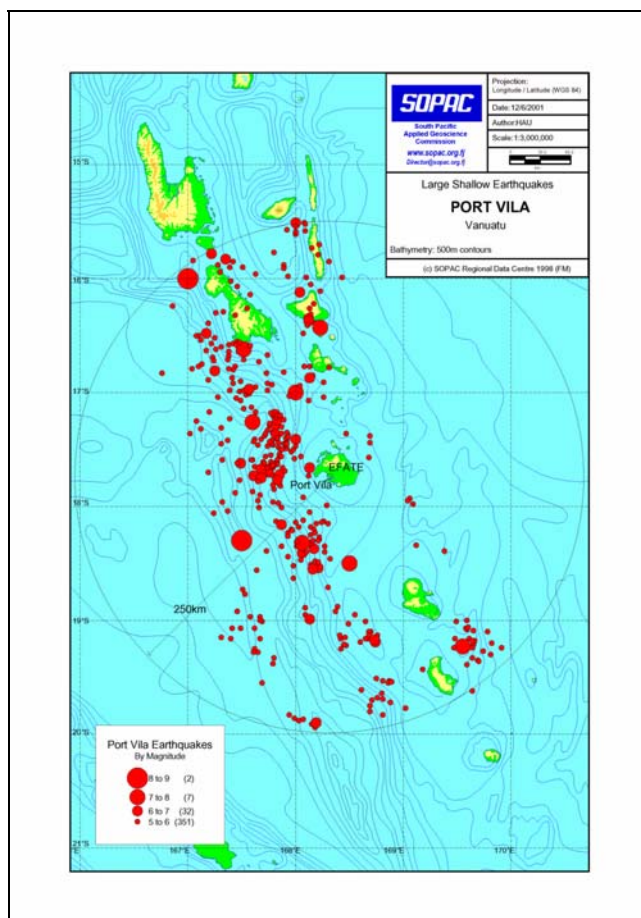 SOPAC
South Pacific
Applied Geoscience
Commission
www.sopac.org.fj
Director@sopac.org.fj
Projection:
Longitude / Latitude (WGS 84)
Date:12/6/2001
Author:HAU
Scale:1:3,000,000
Large Shallow Earthquakes
PORT VILA
Vanuatu
Bathymetry: 500m contours
(c) SOPAC Regional Data Centre 1998 (FM)
15°S
16°S
17°S
EFATE
Port Vila
18°S
250km
19°S
20°S
Port Vila Earthquakes
By Magnitude
8 to 9 (2)
7 to 8 (7)
6 to 7 (32)
5 to 6 (351)
21°S
167°E
168°E
169°E
170°E